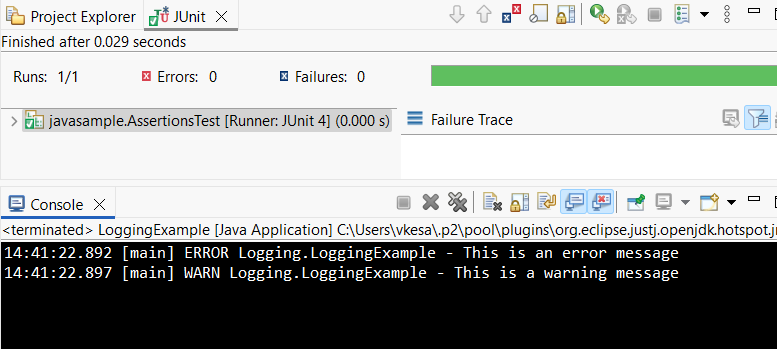 Project Explorer JUnit
Finished after 0.029 seconds
Runs: 1/1 Errors: 0 Failures: 0
javasample.AssertionsTest [Runner: JUnit 4] (0.000 s)
Failure Trace
Console
<terminated> LoggingExample [Java Application] C:\Users\vkesa\.p2\pool\plugins\org.eclipse.justj.openjdk.hotspot.jr
14:41:22.892 [main] ERROR Logging.LoggingExample - This is an error message
14:41:22.897 [main] WARN Logging.LoggingExample - This is a warning message